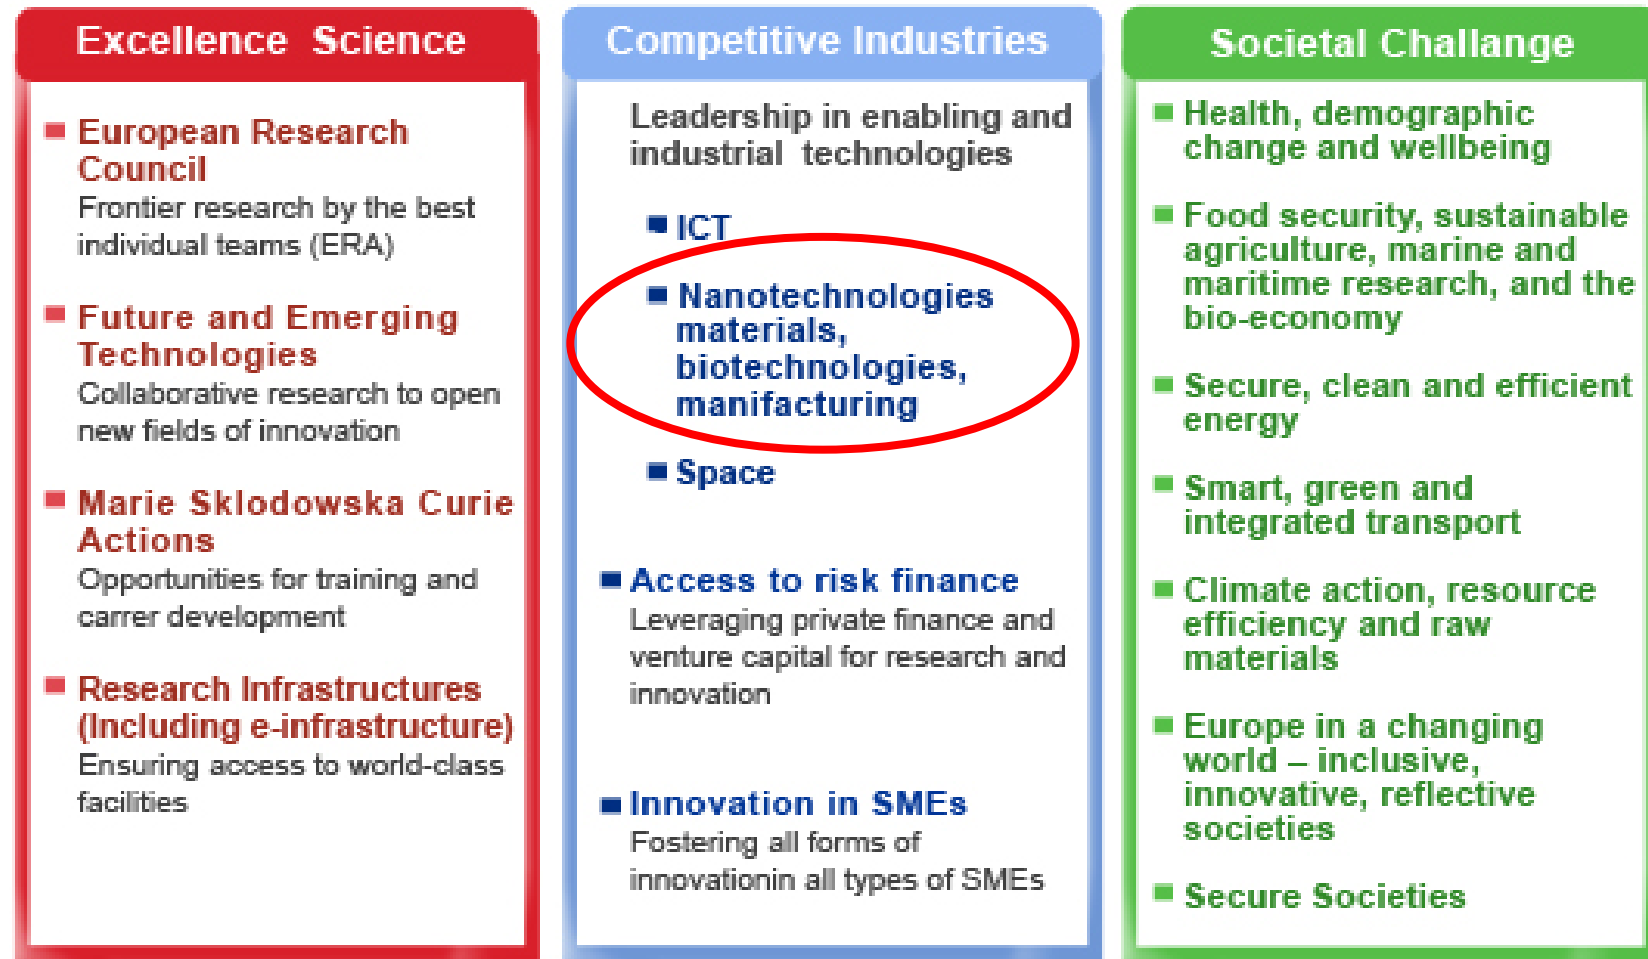 Excellence Science
European Research
Council
Frontier research by the best
individual teams (ERA)
Future and Emerging
Technologies
Collaborative research to open
new fields of innovation
Marie Sklodowska Curie
Actions
Opportunities for training and
carrer development
Research Infrastructures
(Including e-infrastructure)
Ensuring access to world-class
facilities
Competitive Industries
Leadership in enabling and
industrial technologies
ICT
Nanotechnologies
materials,
biotechnologies,
manifacturing
Space
Access to risk finance
Leveraging private finance and
venture capital for research and
innovation
Innovation in SMEs
Fostering all forms of
innovationin all types of SMEs
Societal Challange
Health, demographic
change and wellbeing
Food security, sustainable
agriculture, marine and
maritime research, and the
bio-economy
Secure, clean and efficient
energy
Smart, green and
integrated transport
Climate action, resource
efficiency and raw
materials
Europe in a changing
world – inclusive,
innovative, reflective
societies
Secure Societies